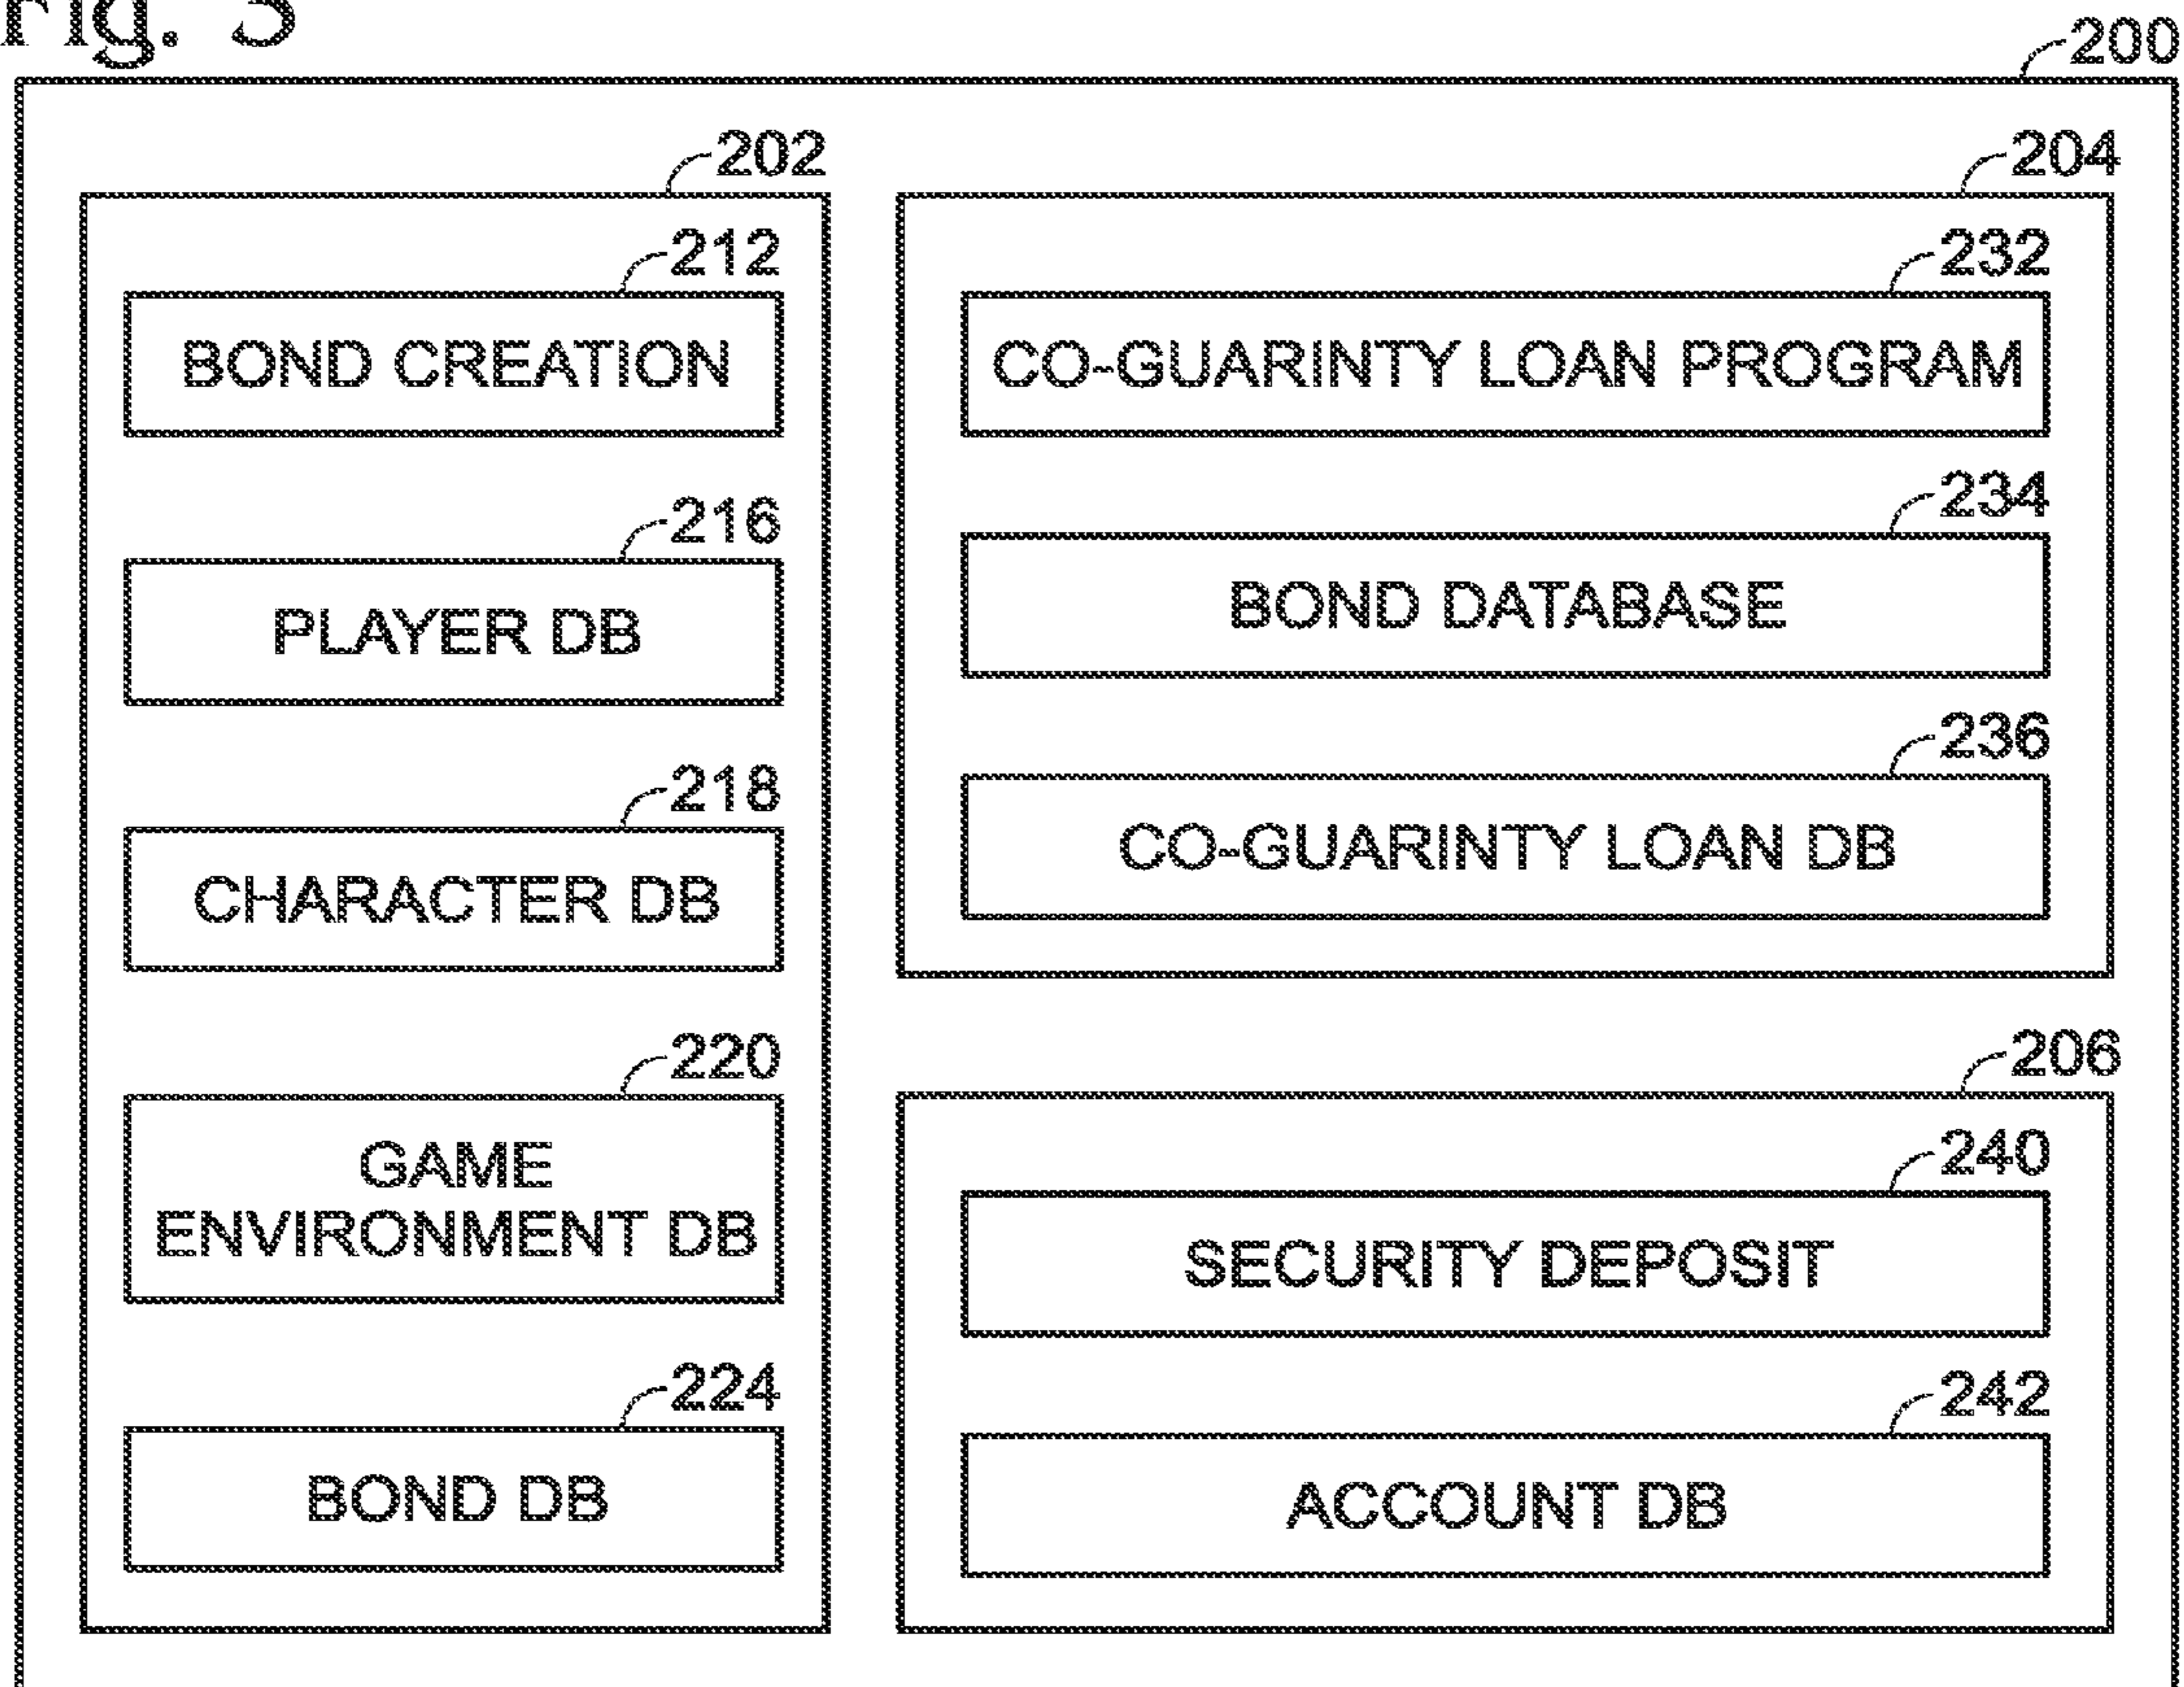 Fig. 3
200
202
212
BOND CREATION
216
PLAYER DB
218
CHARACTER DB
220
GAME
ENVIRONMENT DB
224
BOND DB
204
232
CO-GUARINTY LOAN PROGRAM
234
BOND DATABASE
236
CO-GUARINTY LOAN DB
206
240
SECURITY DEPOSIT
242
ACCOUNT DB